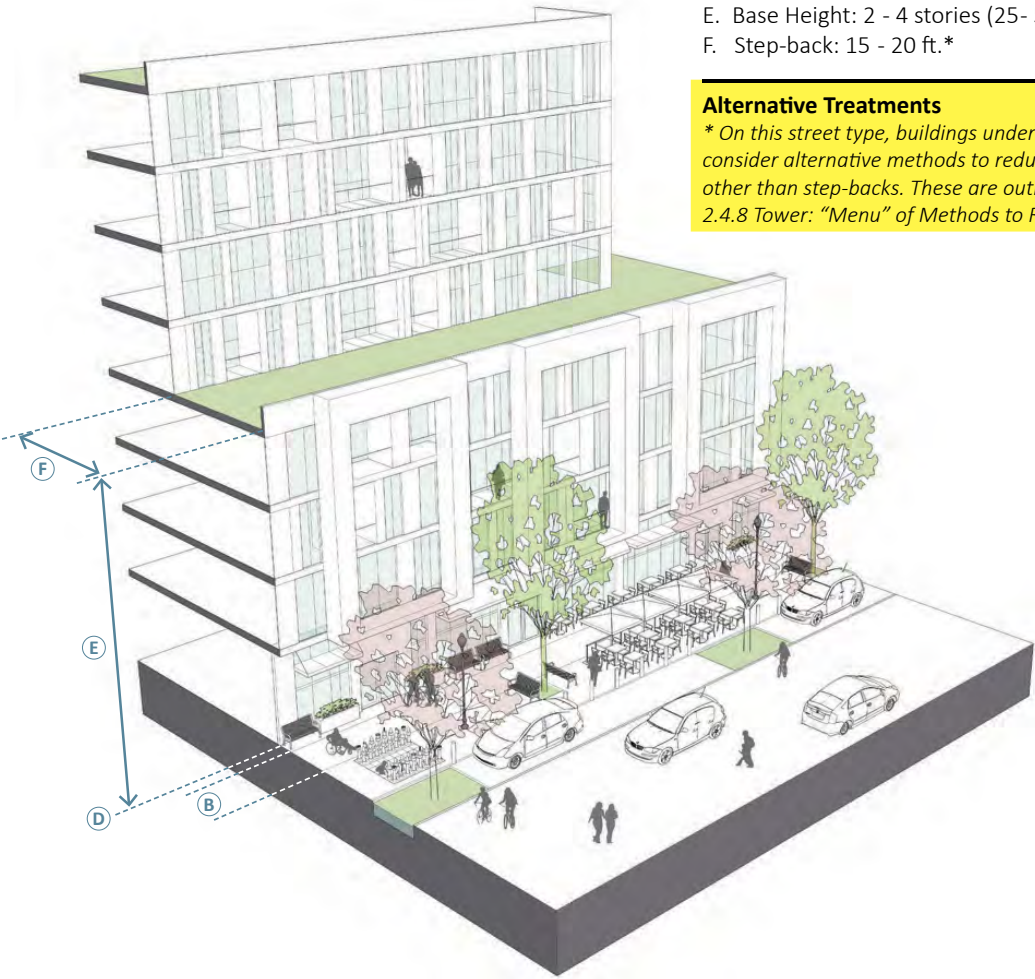 E. Base Height: 2 - 4 stories (25-
F. Step-back: 15 - 20 ft.*
Alternative Treatments
* On this street type, buildings under
consider alternative methods to redu
other than step-backs. These are out
2.4.8 Tower: “Menu” of Methods to
F
E
D
B